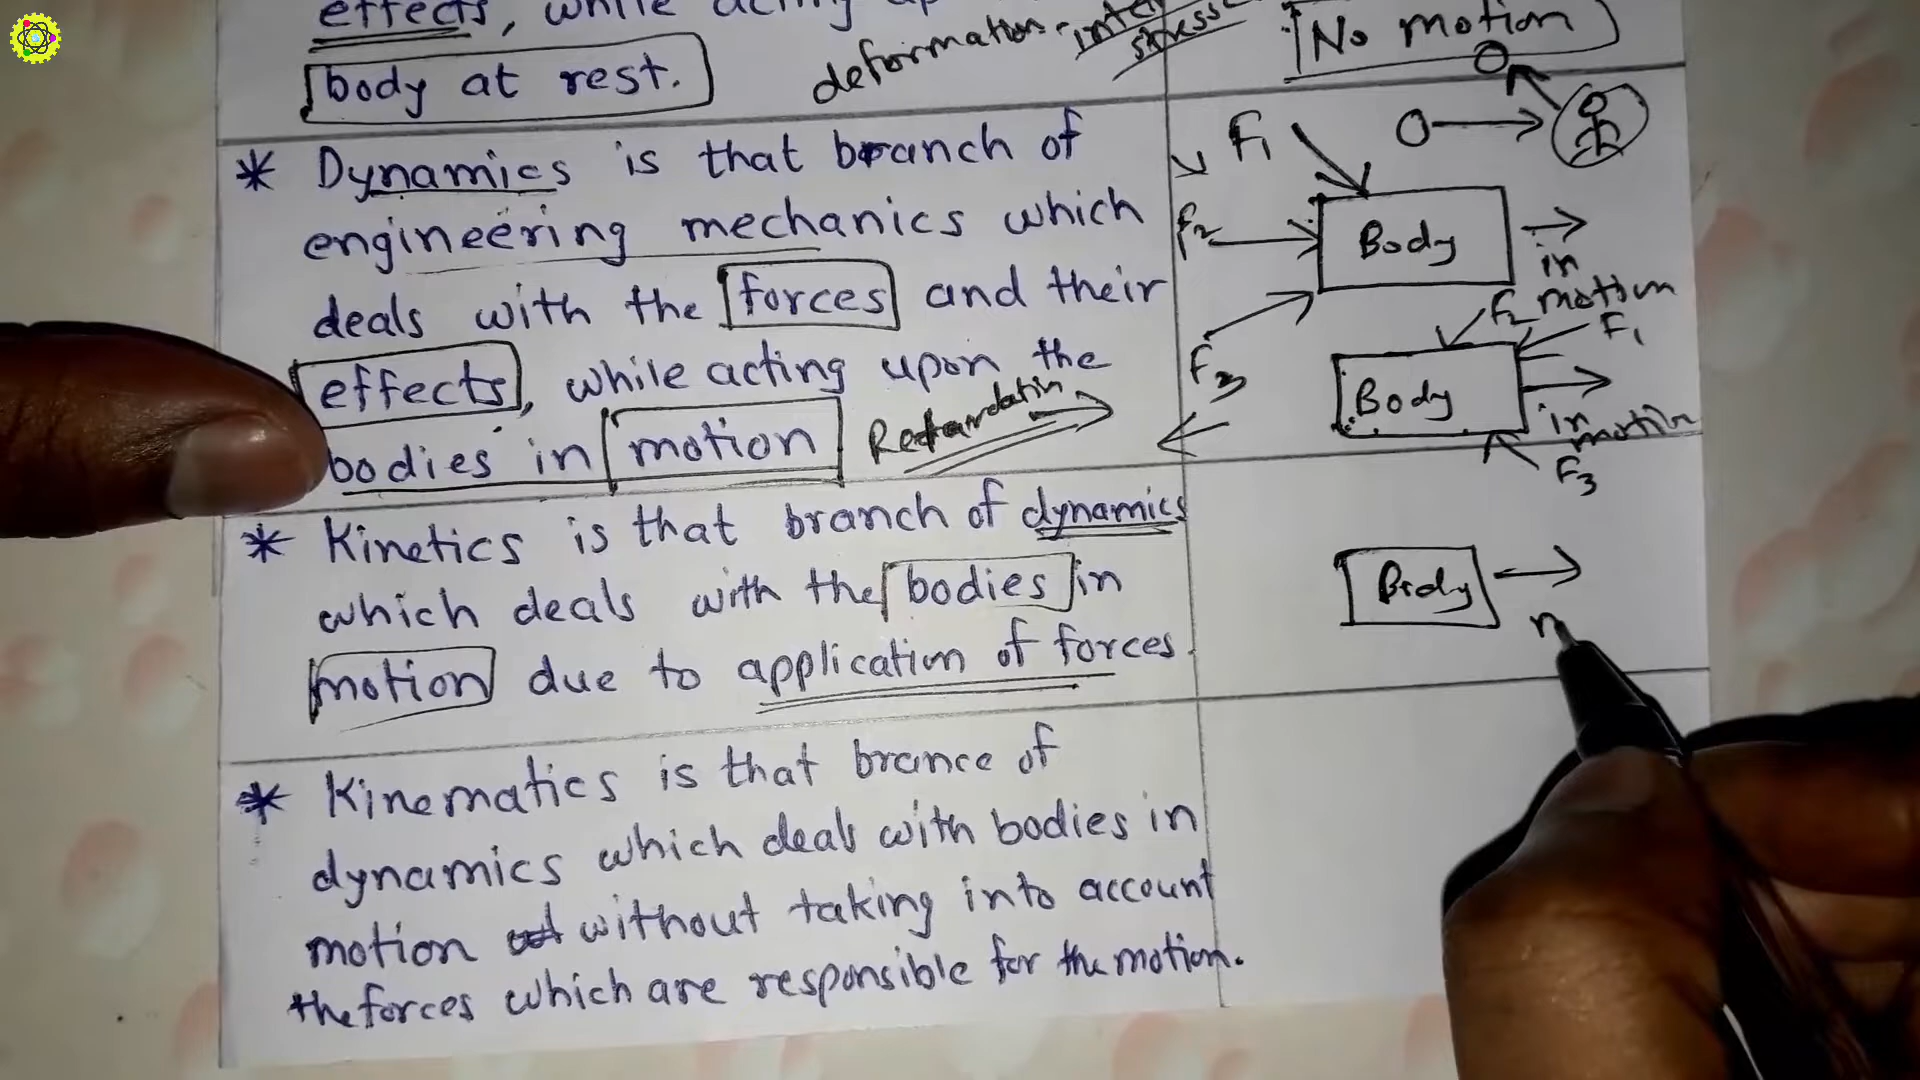 effects, while acting
body at rest.
deformation - 
stress
No motion
* Dynamics is that branch of
engineering mechanics which
deals with the forces and their
effects, while acting upon the
bodies in motion
Retardatin
F1
F2
F3
Body
in
motion
F2
F1
Body
in
motion
F3
* Kinetics is that branch of dynamics
which deals with the bodies in
motion due to application of forces.
Body
* Kinematics is that brance of
dynamics which deals with bodies in
motion without taking into account
the forces which are responsible for the motion.